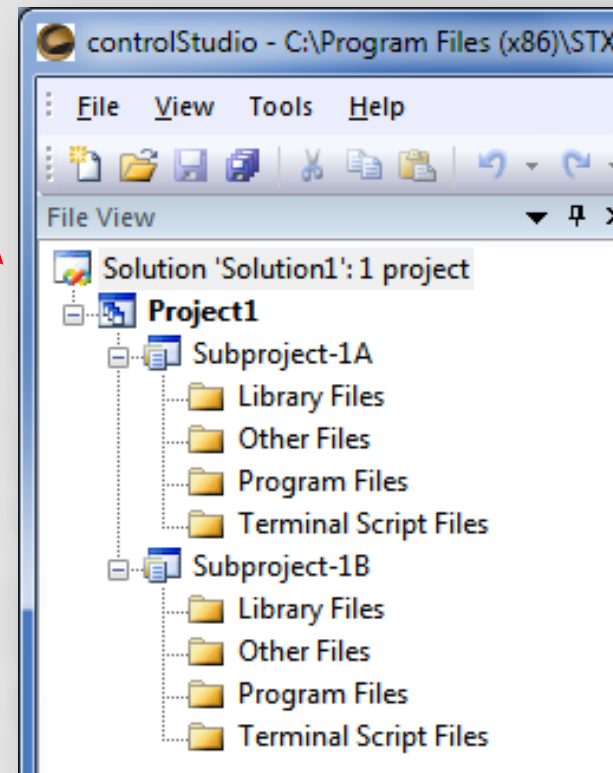 controlStudio - C:\Program Files (x86)\STX
File View Tools Help
File View
Solution 'Solution1': 1 project
Project1
Subproject-1A
Library Files
Other Files
Program Files
Terminal Script Files
Subproject-1B
Library Files
Other Files
Program Files
Terminal Script Files